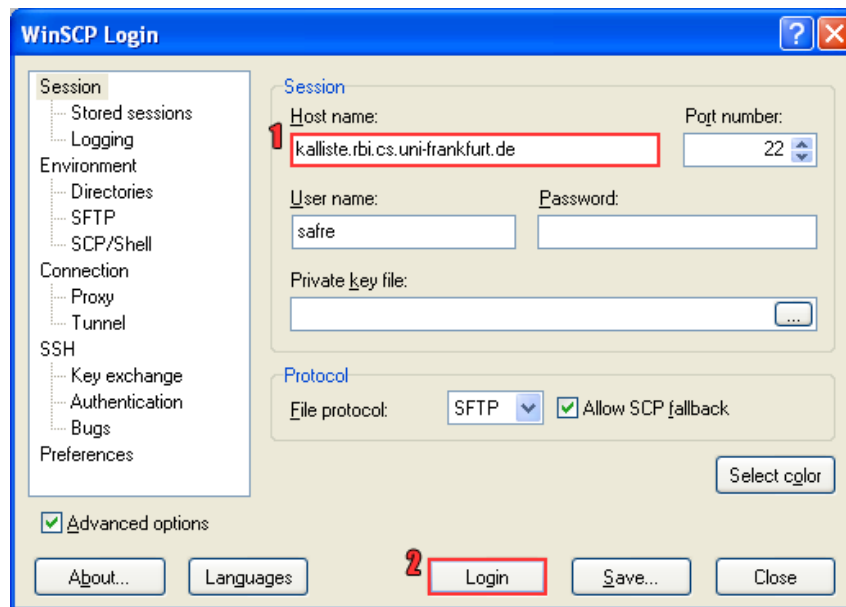 WinSCP Login
?
Session
Stored sessions
Logging
Environment
Directories
SFTP
SCP/Shell
Connection
Proxy
Tunnel
SSH
Key exchange
Authentication
Bugs
Preferences
Advanced options
Session
Host name:
Port number:
1
kalliste.rbi.cs.uni-frankfurt.de
22
User name:
Password:
safre
Private key file:
...
Protocol
File protocol:
SFTP
Allow SCP fallback
Select color
About...
Languages
2
Login
Save...
Close